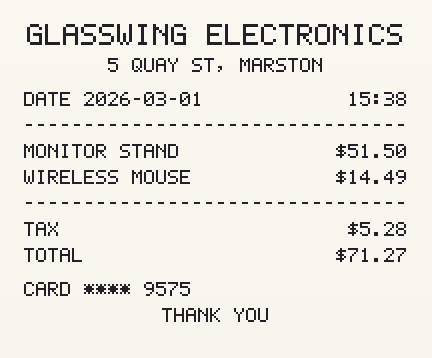 GLASSWING ELECTRONICS
5 QUAY ST, MARSTON
DATE 2026-03-01 15:38
--------------------------------
MONITOR STAND $51.50
WIRELESS MOUSE $14.49
--------------------------------
TAX $5.28
TOTAL $71.27
CARD **** 9575
THANK YOU